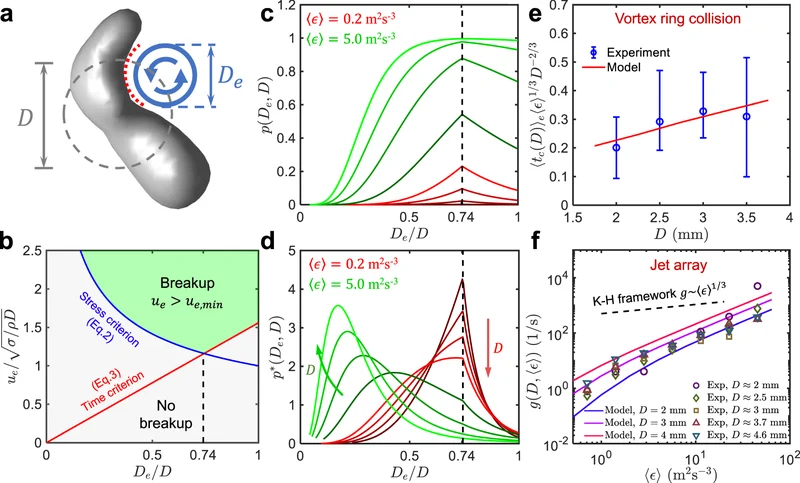 a
D
D_e
b
2.5
2
1.5
1
0.5
0
u_e/√σ/ρD
Breakup
u_e > u_{e,min}
Stress criterion
(Eq.2)
(Eq.3)
Time criterion
No
breakup
0 0.5 0.74 1
D_e/D
c
⟨ϵ⟩ = 0.2 m²s⁻³
⟨ϵ⟩ = 5.0 m²s⁻³
1
0.8
0.6
0.4
0.2
0
p(D_e, D)
0 0.5 0.74 1
D_e/D
d
⟨ϵ⟩ = 0.2 m²s⁻³
⟨ϵ⟩ = 5.0 m²s⁻³
5
4
3
2
1
0
p*(D_e, D)
D
D
0 0.5 0.74 1
D_e/D
e
Vortex ring collision
Experiment
Model
0.7
0.6
0.5
0.4
0.3
0.2
0.1
0
⟨t_c(D)⟩_e⟨ϵ⟩^{1/3}D^{-2/3}
1.5 2 2.5 3 3.5 4
D (mm)
f
Jet array
K-H framework g~⟨ϵ⟩^{1/3}
10⁴
10²
10⁰
10⁻²
g(D, ⟨ϵ⟩) (1/s)
Exp, D ≈ 2 mm
Exp, D ≈ 2.5 mm
Model, D = 2 mm Exp, D ≈ 3 mm
Model, D = 3 mm Exp, D ≈ 3.7 mm
Model, D = 4 mm Exp, D ≈ 4.6 mm
10⁰ 10¹ 10²
⟨ϵ⟩ (m²s⁻³)